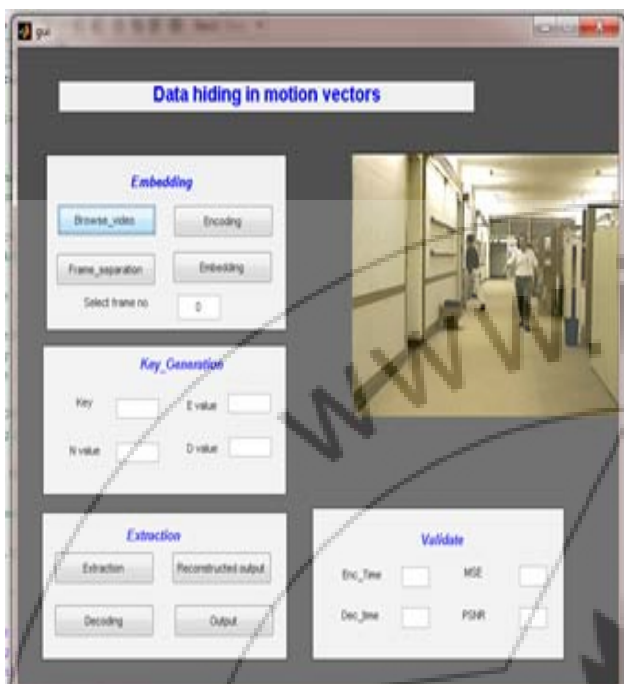 gui
Data hiding in motion vectors
Embedding
Browse_video Encoding
Frame_separation Embedding
Select frame no 0
Key_Generation
Key E value
N value D value
Extraction
Extraction Reconstructed output
Decoding Output
Validate
Enc_Time MSE
Dec_time PSNR
www.